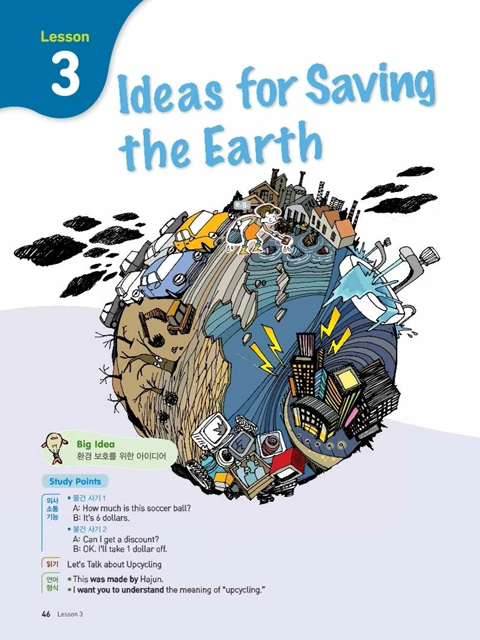 Lesson
3
Ideas for Saving
the Earth
Big Idea
환경 보호를 위한 아이디어
Study Points
의사
소통
기능
• 물건 사기 1
A: How much is this soccer ball?
B: It's 6 dollars.
• 물건 사기 2
A: Can I get a discount?
B: OK. I'll take 1 dollar off.
읽기
Let's Talk about Upcycling
언어
형식
• This was made by Hajun.
• I want you to understand the meaning of "upcycling."
46 Lesson 3